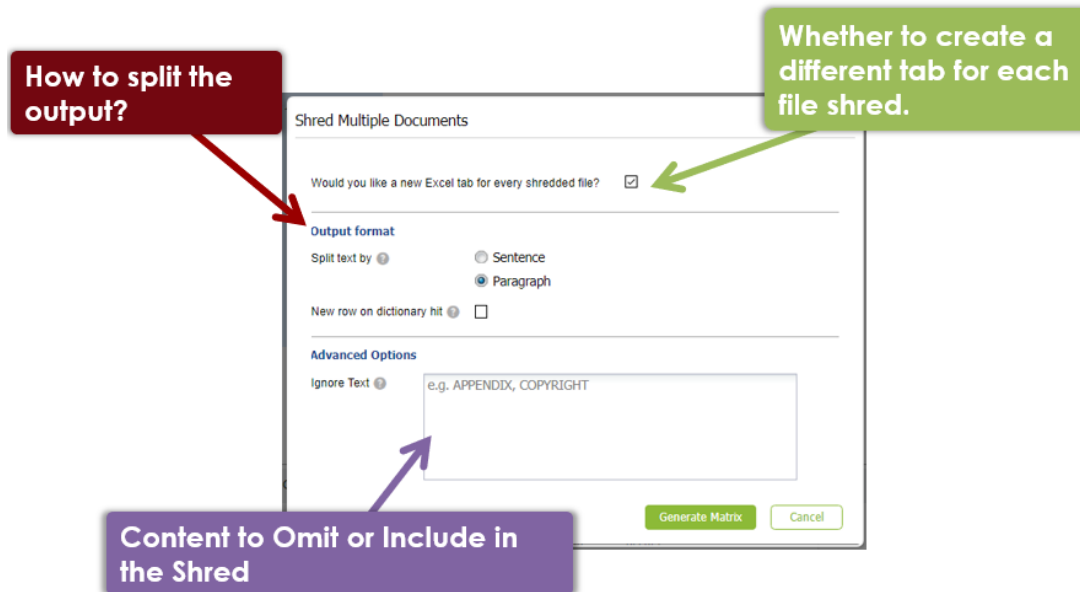 Whether to create a
different tab for each
file shred.
How to split the
output?
Shred Multiple Documents
Would you like a new Excel tab for every shredded file?
Output format
Split text by
Sentence
Paragraph
New row on dictionary hit
Advanced Options
Ignore Text
e.g. APPENDIX, COPYRIGHT
Generate Matrix
Cancel
Content to Omit or Include in
the Shred